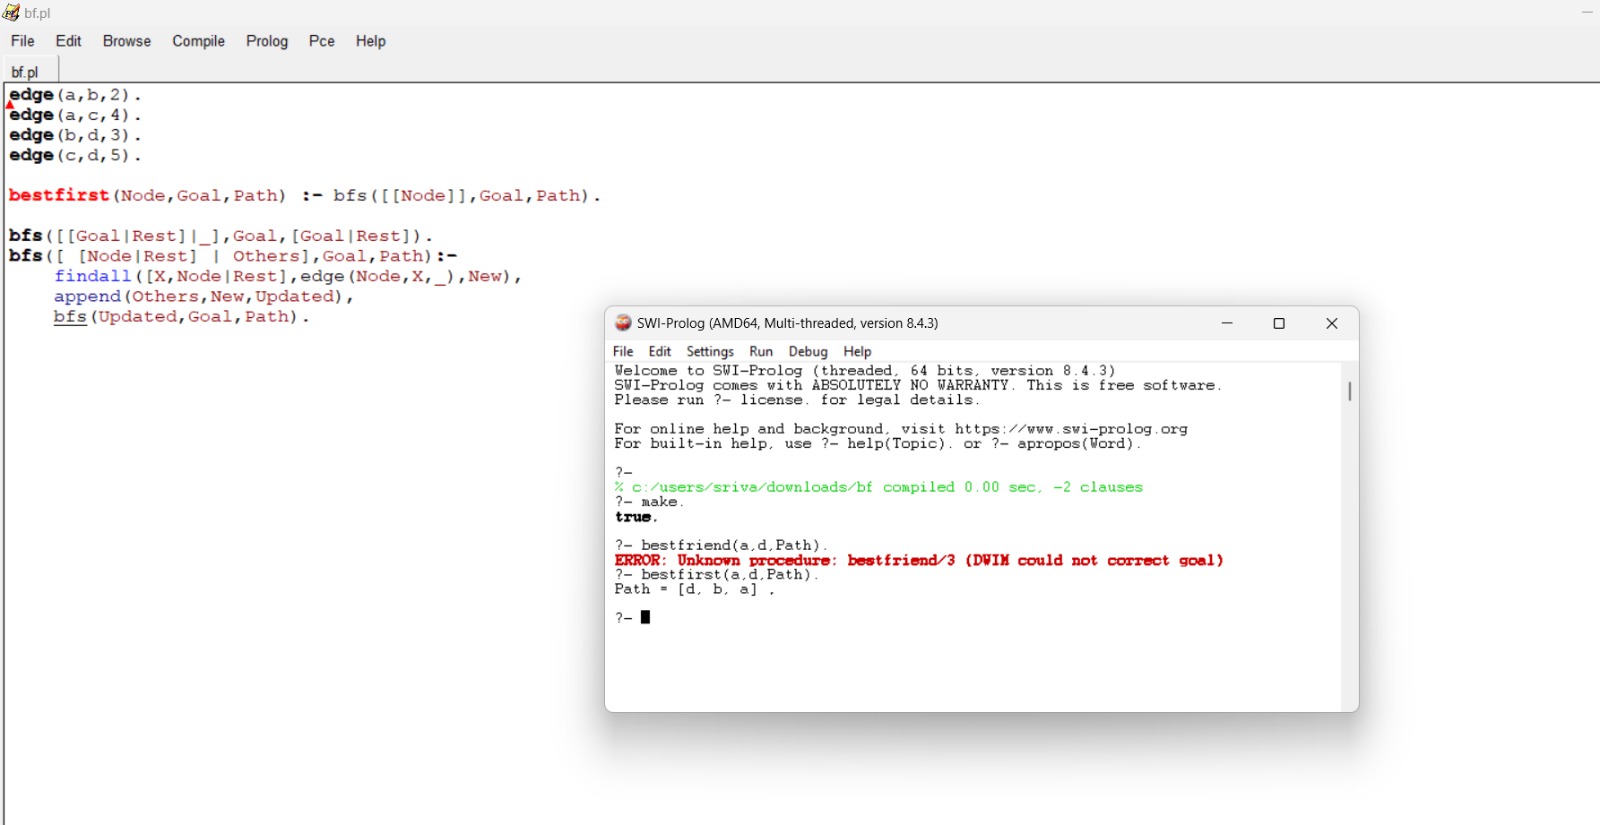 bf.pl
File Edit Browse Compile Prolog Pce Help
bf.pl
edge(a,b,2).
edge(a,c,4).
edge(b,d,3).
edge(c,d,5).
bestfirst(Node,Goal,Path) :- bfs([[Node]],Goal,Path).
bfs([[Goal|Rest]|_],Goal,[Goal|Rest]).
bfs([ [Node|Rest] | Others],Goal,Path):-
findall([X,Node|Rest],edge(Node,X,_),New),
append(Others,New,Updated),
bfs(Updated,Goal,Path).
SWI-Prolog (AMD64, Multi-threaded, version 8.4.3)
File Edit Settings Run Debug Help
Welcome to SWI-Prolog (threaded, 64 bits, version 8.4.3)
SWI-Prolog comes with ABSOLUTELY NO WARRANTY. This is free software.
Please run ?- license. for legal details.
For online help and background, visit https://www.swi-prolog.org
For built-in help, use ?- help(Topic). or ?- apropos(Word).
?-
% c:/users/sriva/downloads/bf compiled 0.00 sec, -2 clauses
?- make.
true.
?- bestfriend(a,d,Path).
ERROR: Unknown procedure: bestfriend/3 (DWIM could not correct goal)
?- bestfirst(a,d,Path).
Path = [d, b, a] .
?-